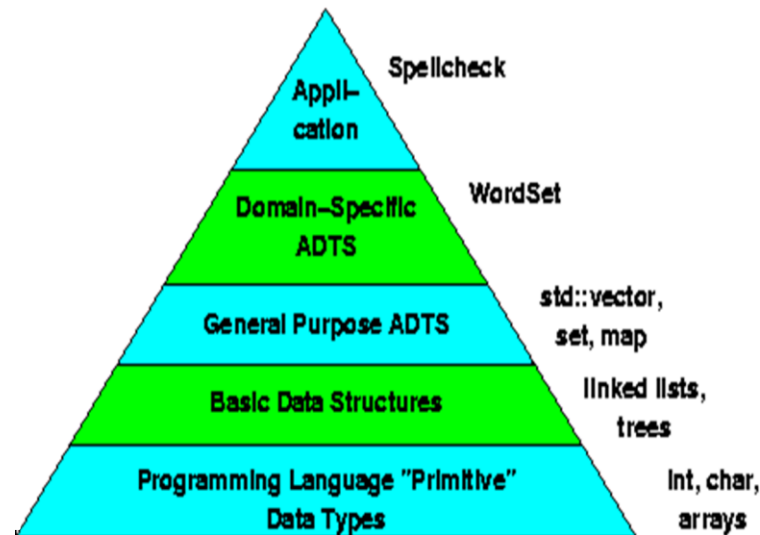 Spellcheck
Appli–
cation
WordSet
Domain–Specific
ADTS
std::vector,
set, map
General Purpose ADTS
linked lists,
trees
Basic Data Structures
Programming Language "Primitive"
Data Types
int, char,
arrays